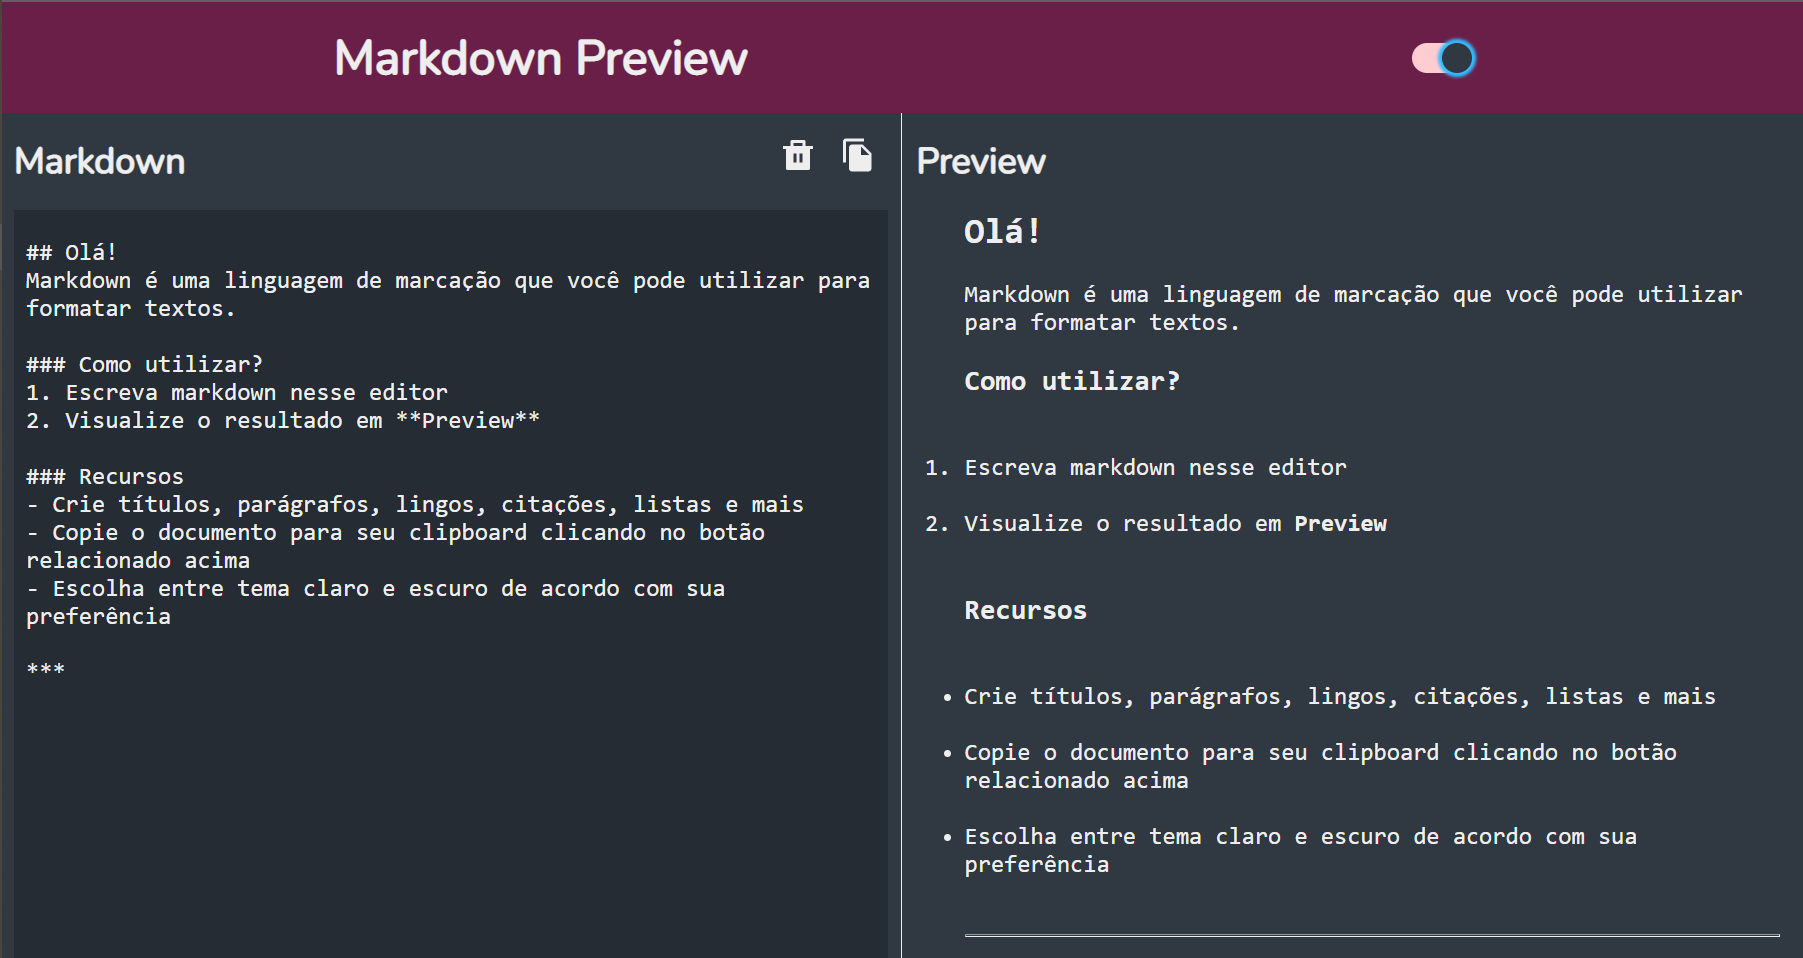 Markdown Preview
Markdown
## Olá!
Markdown é uma linguagem de marcação que você pode utilizar para
formatar textos.
### Como utilizar?
1. Escreva markdown nesse editor
2. Visualize o resultado em **Preview**
### Recursos
- Crie títulos, parágrafos, lingos, citações, listas e mais
- Copie o documento para seu clipboard clicando no botão
relacionado acima
- Escolha entre tema claro e escuro de acordo com sua
preferência
***
Preview
Olá!
Markdown é uma linguagem de marcação que você pode utilizar
para formatar textos.
Como utilizar?
1. Escreva markdown nesse editor
2. Visualize o resultado em Preview
Recursos
• Crie títulos, parágrafos, lingos, citações, listas e mais
• Copie o documento para seu clipboard clicando no botão
relacionado acima
• Escolha entre tema claro e escuro de acordo com sua
preferência